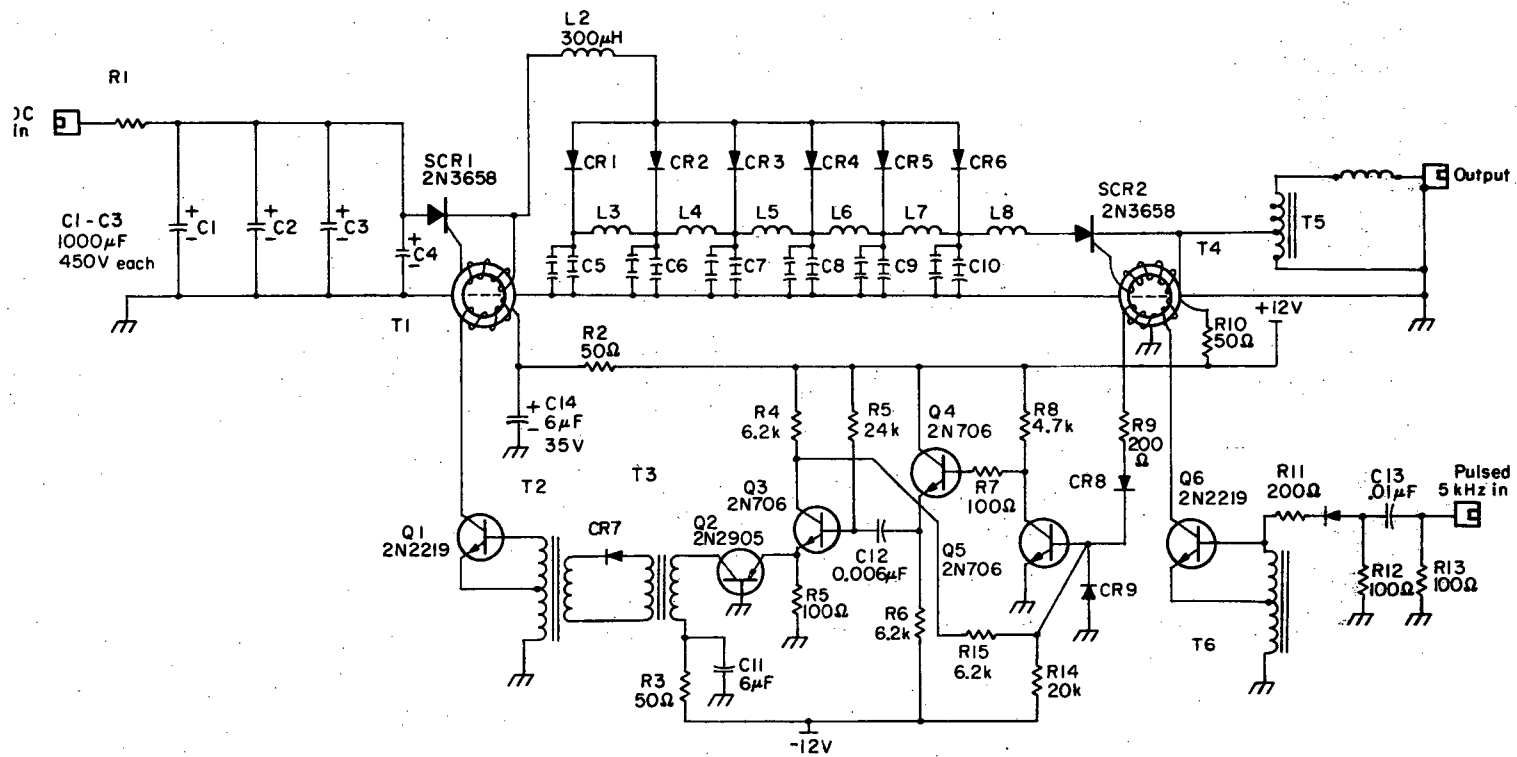 L2
300μH
R1
)C
in
SCR1
2N3658
CR1
CR2
CR3
CR4
CR5
CR6
Output
SCR2
2N3658
L3
L4
L5
L6
L7
L8
T4
T5
C1-C3
1000μF
450V each
+
-C1
+
-C2
+
-C3
+
-C4
C5
C6
C7
C8
C9
C10
T1
R2
50Ω
R10
50Ω
+12V
+ C14
6μF
- 35V
R4
6.2k
R5
24k
Q4
2N706
R8
4.7k
R9
200
Ω
T2
T3
Q3
2N706
R7
100Ω
CR8
Q6
2N2219
R11
200Ω
C13
.01μF
Pulsed
5 kHz in
Q1
2N2219
CR7
Q2
2N2905
C12
0.006μF
Q5
2N706
CR9
R12
100Ω
R13
100Ω
R5
100Ω
R6
6.2k
R15
6.2k
R14
20k
T6
R3
50Ω
C11
6μF
-12V